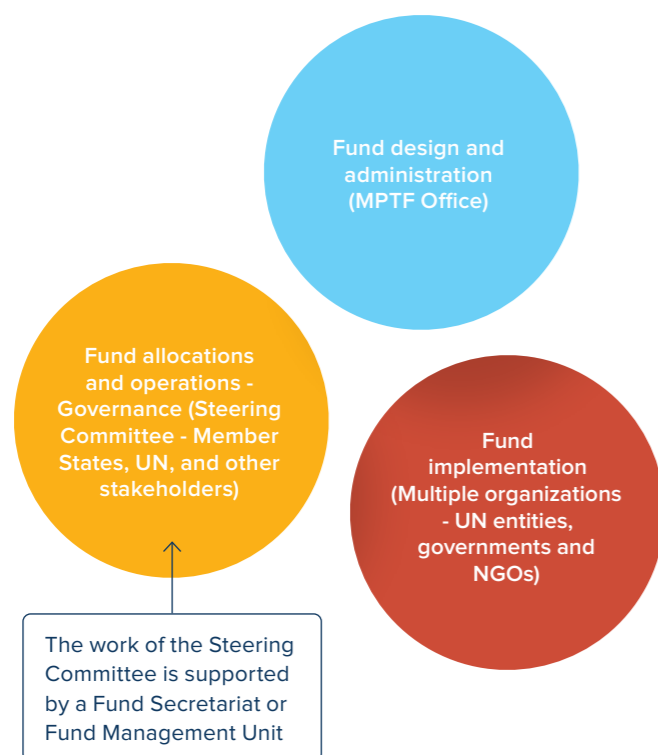 Fund design and
administration
(MPTF Office)
Fund allocations
and operations -
Governance (Steering
Committee - Member
States, UN, and other
stakeholders)
Fund
implementation
(Multiple organizations
- UN entities,
governments and
NGOs)
The work of the Steering
Committee is supported
by a Fund Secretariat or
Fund Management Unit